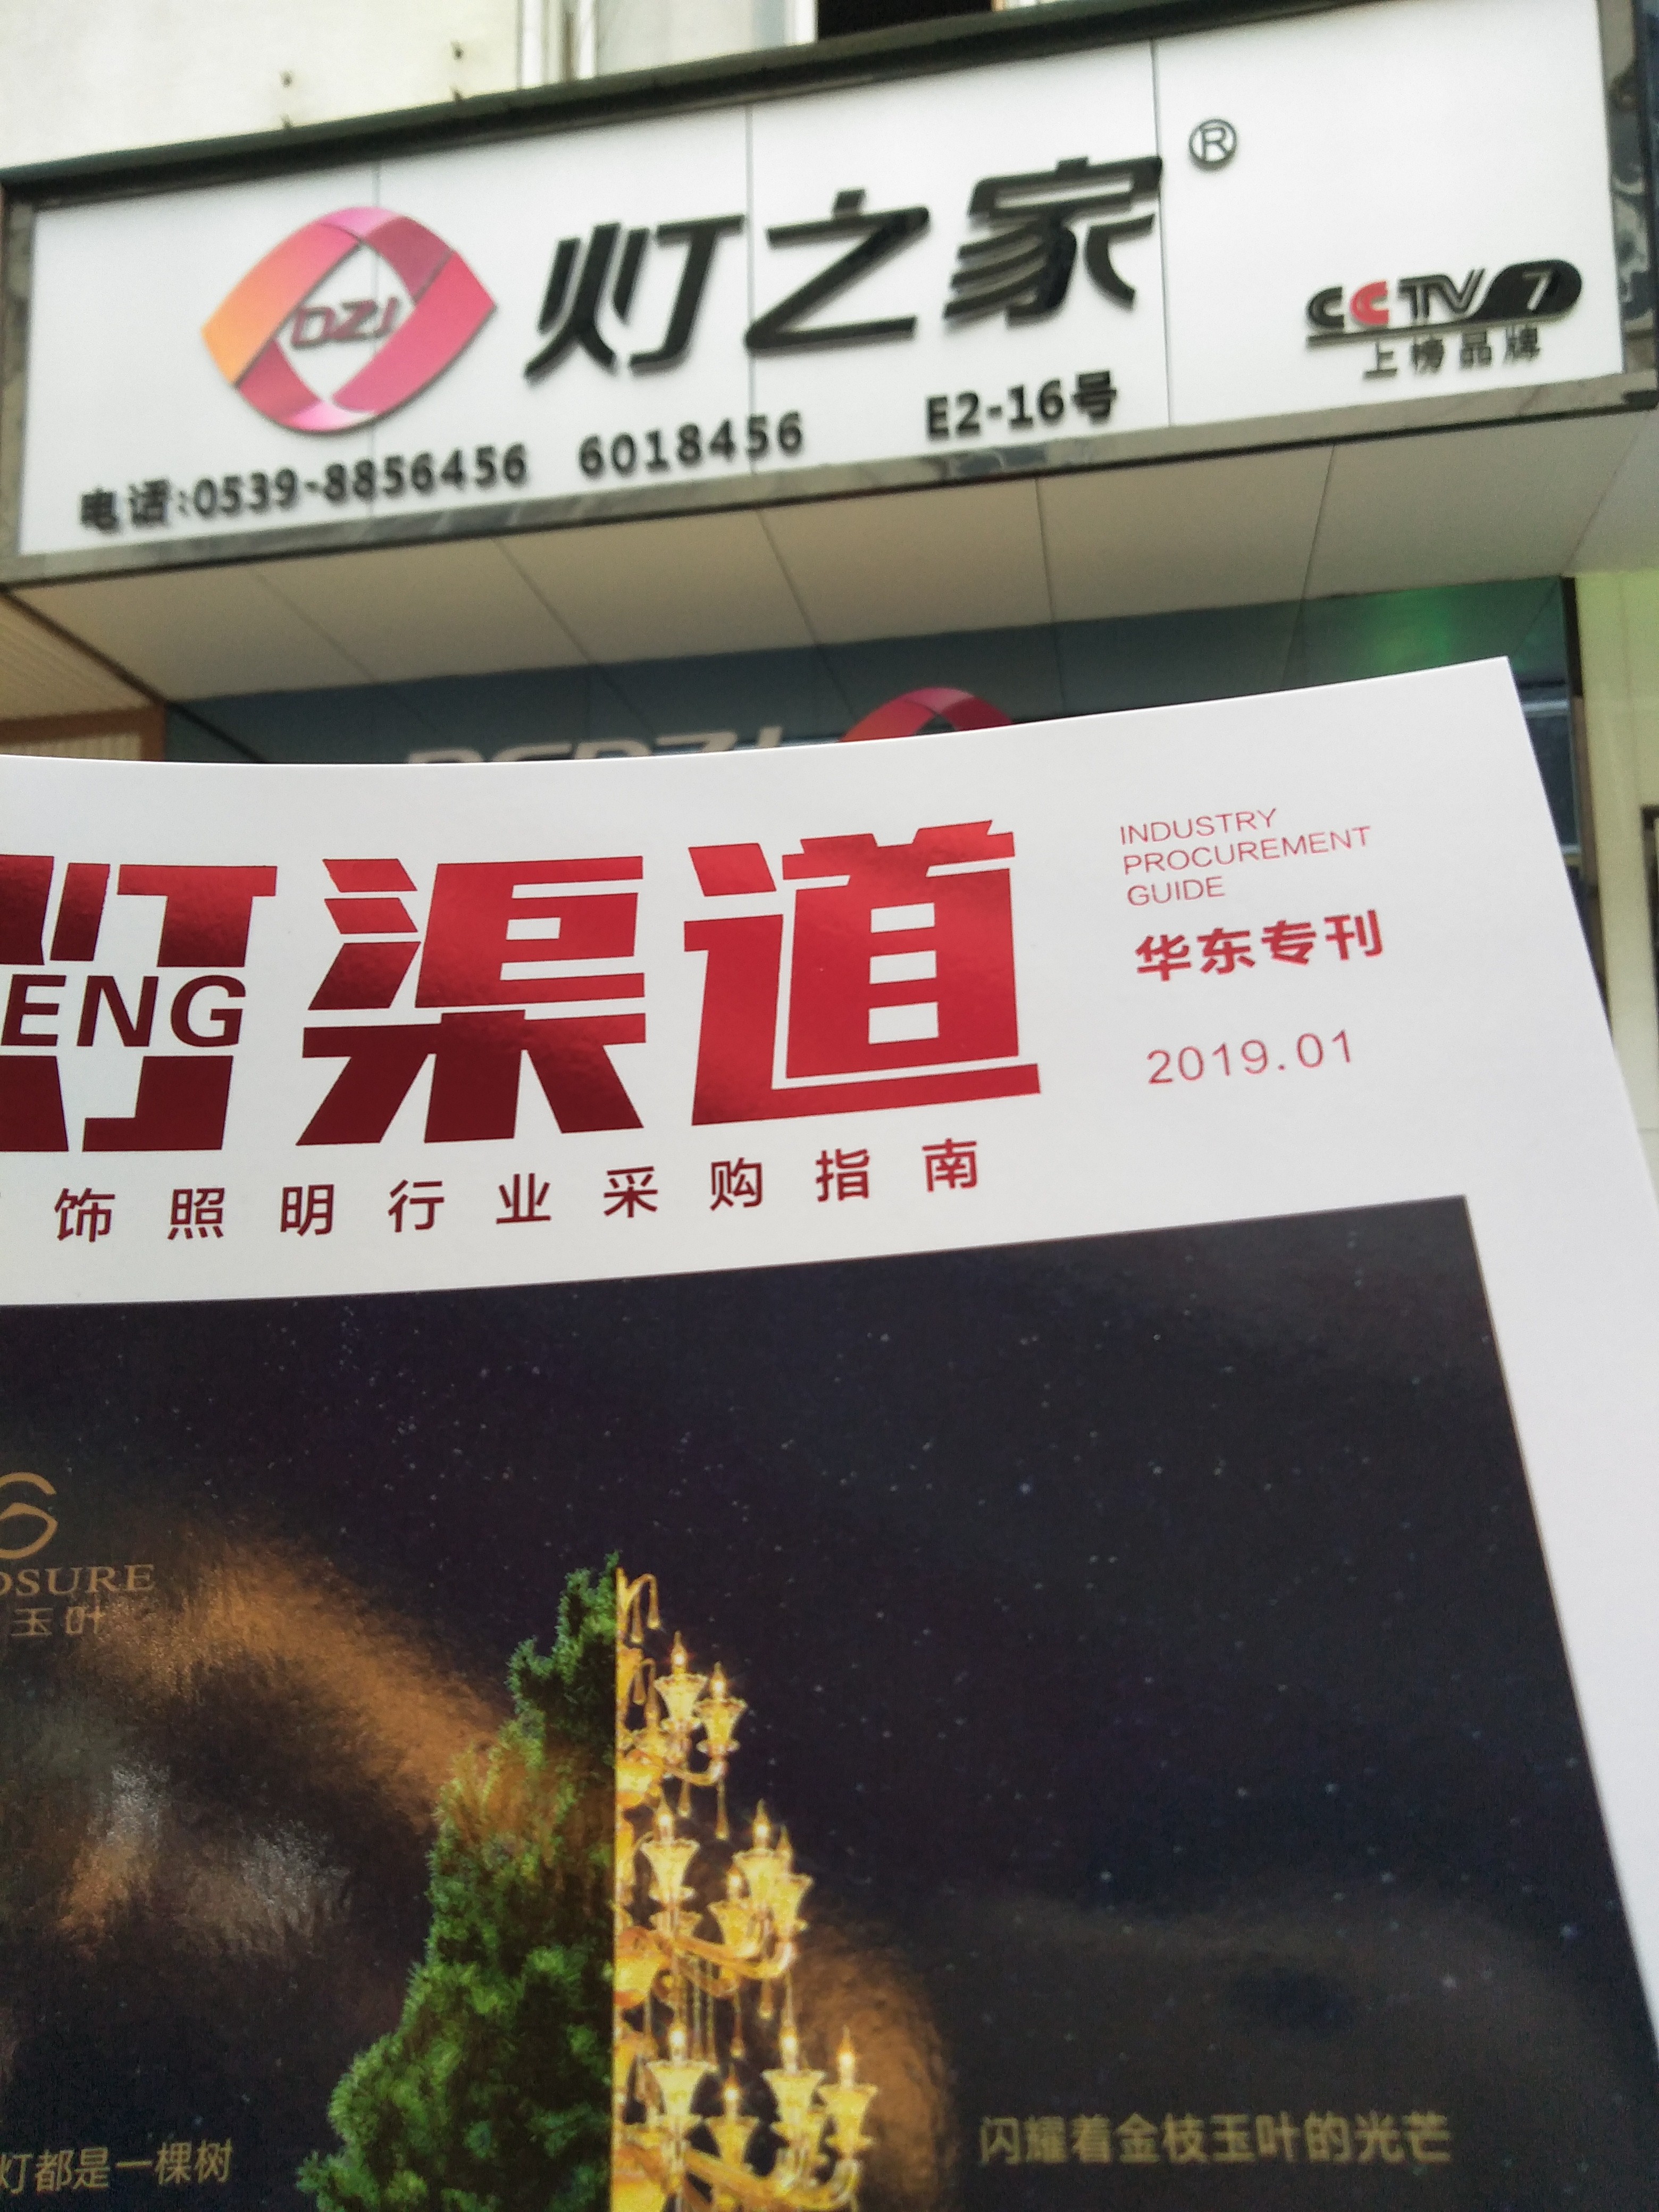 灯之家®
DZJ
CCTV 7
上榜品牌
电话:0539-8856456 6018456 E2-16号
灯渠道
ENG
INDUSTRY
PROCUREMENT
GUIDE
华东专刊
2019.01
饰照明行业采购指南
OSURE
玉叶
灯都是一棵树
闪耀着金枝玉叶的光芒